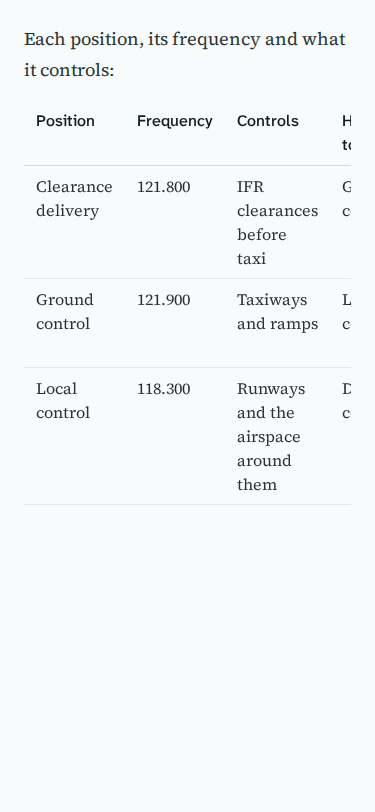 Each position, its frequency and what
it controls:
Position Frequency Controls
Clearance 121.800 IFR
delivery clearances
before
taxi
Ground 121.900 Taxiways
control and ramps
Local 118.300 Runways
control and the
airspace
around
them